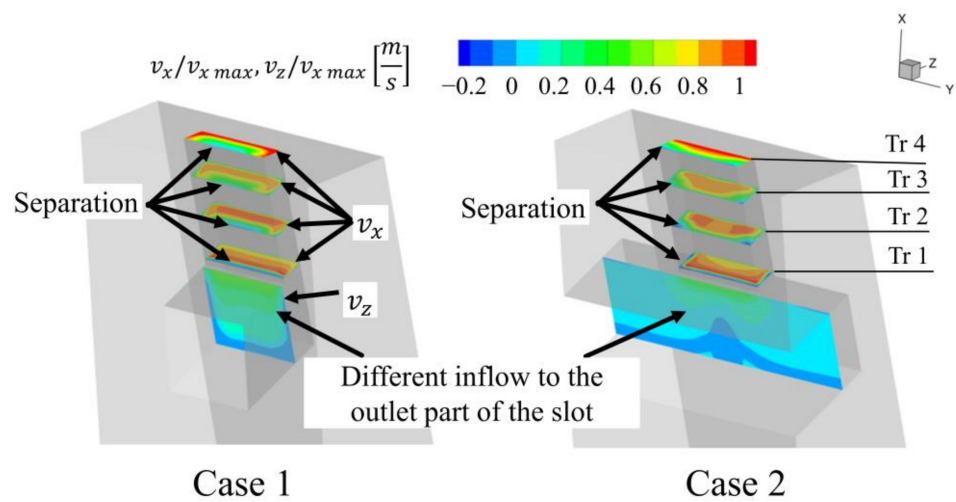 v_x/v_{x max}, v_z/v_{x max} [m/s]
−0.2 0 0.2 0.4 0.6 0.8 1
X
Z
Y
Separation
v_x
v_z
Separation
Tr 4
Tr 3
Tr 2
Tr 1
Different inflow to the
outlet part of the slot
Case 1
Case 2